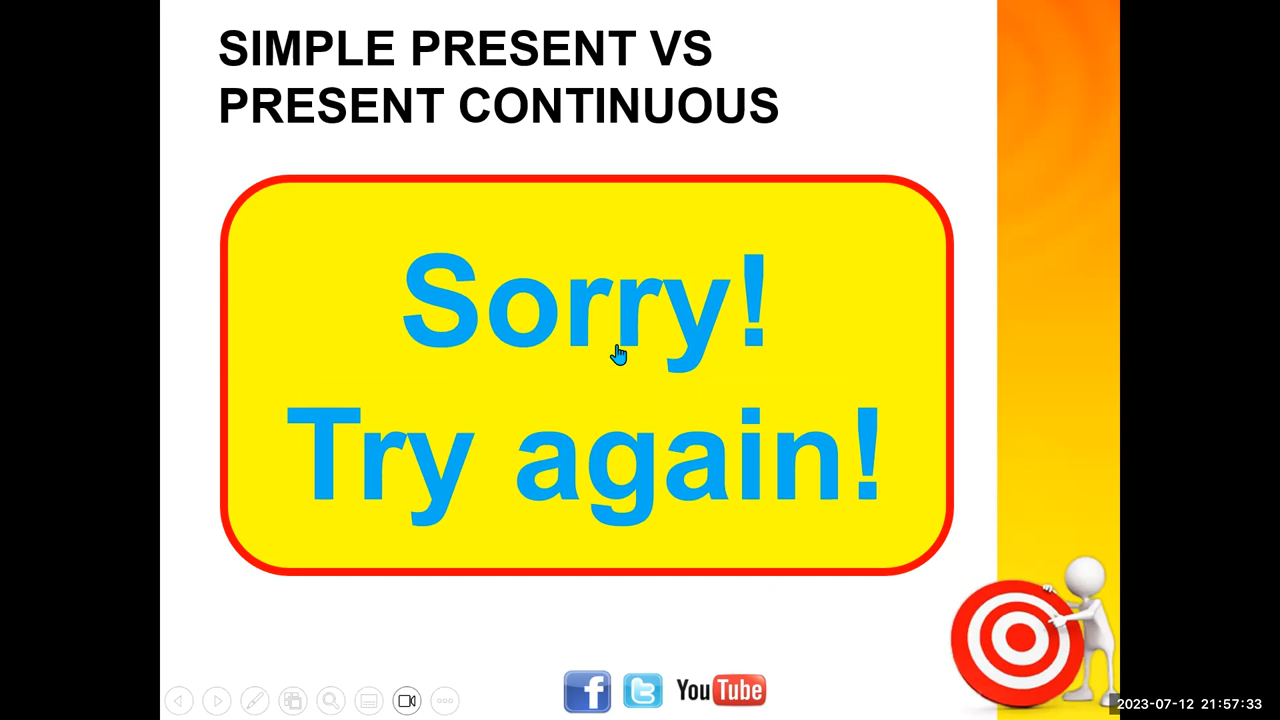 SIMPLE PRESENT VS
PRESENT CONTINUOUS
Sorry!
Try again!
f t YouTube
2023-07-12 21:57:33